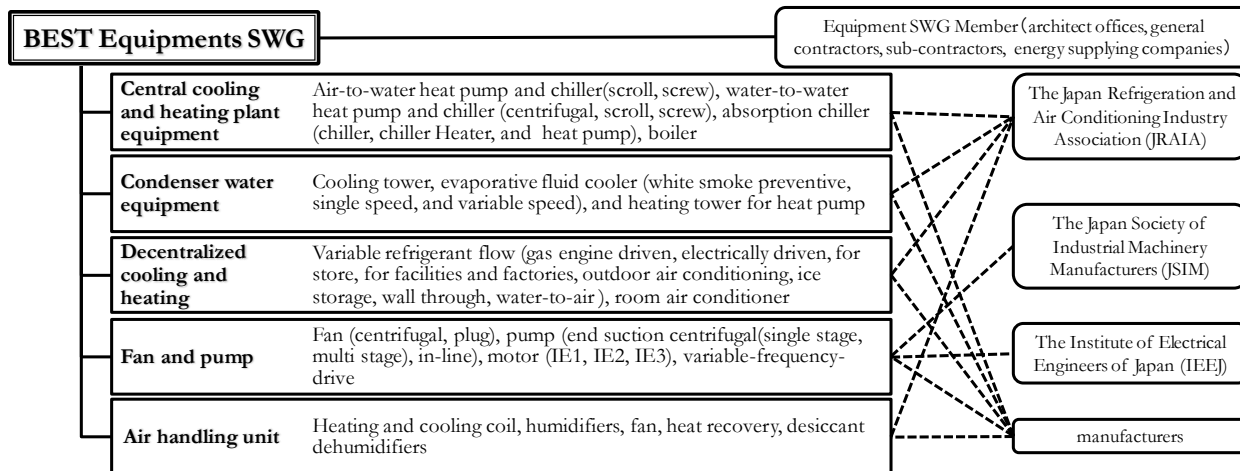 BEST Equipments SWG
Equipment SWG Member(architect offices, general
contractors, sub-contractors, energy supplying companies)
Central cooling
and heating plant
equipment
Air-to-water heat pump and chiller(scroll, screw), water-to-water
heat pump and chiller (centrifugal, scroll, screw), absorption chiller
(chiller, chiller Heater, and heat pump), boiler
Condenser water
equipment
Cooling tower, evaporative fluid cooler (white smoke preventive,
single speed, and variable speed), and heating tower for heat pump
Decentralized
cooling and
heating
Variable refrigerant flow (gas engine driven, electrically driven, for
store, for facilities and factories, outdoor air conditioning, ice
storage, wall through, water-to-air ), room air conditioner
Fan and pump
Fan (centrifugal, plug), pump (end suction centrifugal(single stage,
multi stage), in-line), motor (IE1, IE2, IE3), variable-frequency-
drive
Air handling unit
Heating and cooling coil, humidifiers, fan, heat recovery, desiccant
dehumidifiers
The Japan Refrigeration and
Air Conditioning Industry
Association (JRAIA)
The Japan Society of
Industrial Machinery
Manufacturers (JSIM)
The Institute of Electrical
Engineers of Japan (IEEJ)
manufacturers